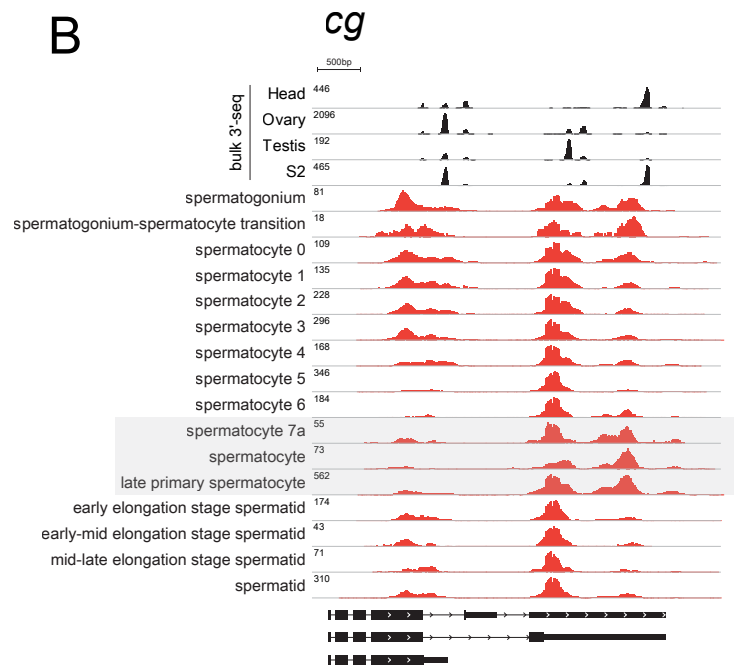 B
cg
500bp
bulk 3'-seq
Head 446
Ovary 2096
Testis 192
S2 465
spermatogonium 81
spermatogonium-spermatocyte transition 18
spermatocyte 0 109
spermatocyte 1 135
spermatocyte 2 228
spermatocyte 3 296
spermatocyte 4 168
spermatocyte 5 346
spermatocyte 6 184
spermatocyte 7a 55
spermatocyte 73
late primary spermatocyte 562
early elongation stage spermatid 174
early-mid elongation stage spermatid 43
mid-late elongation stage spermatid 71
spermatid 310